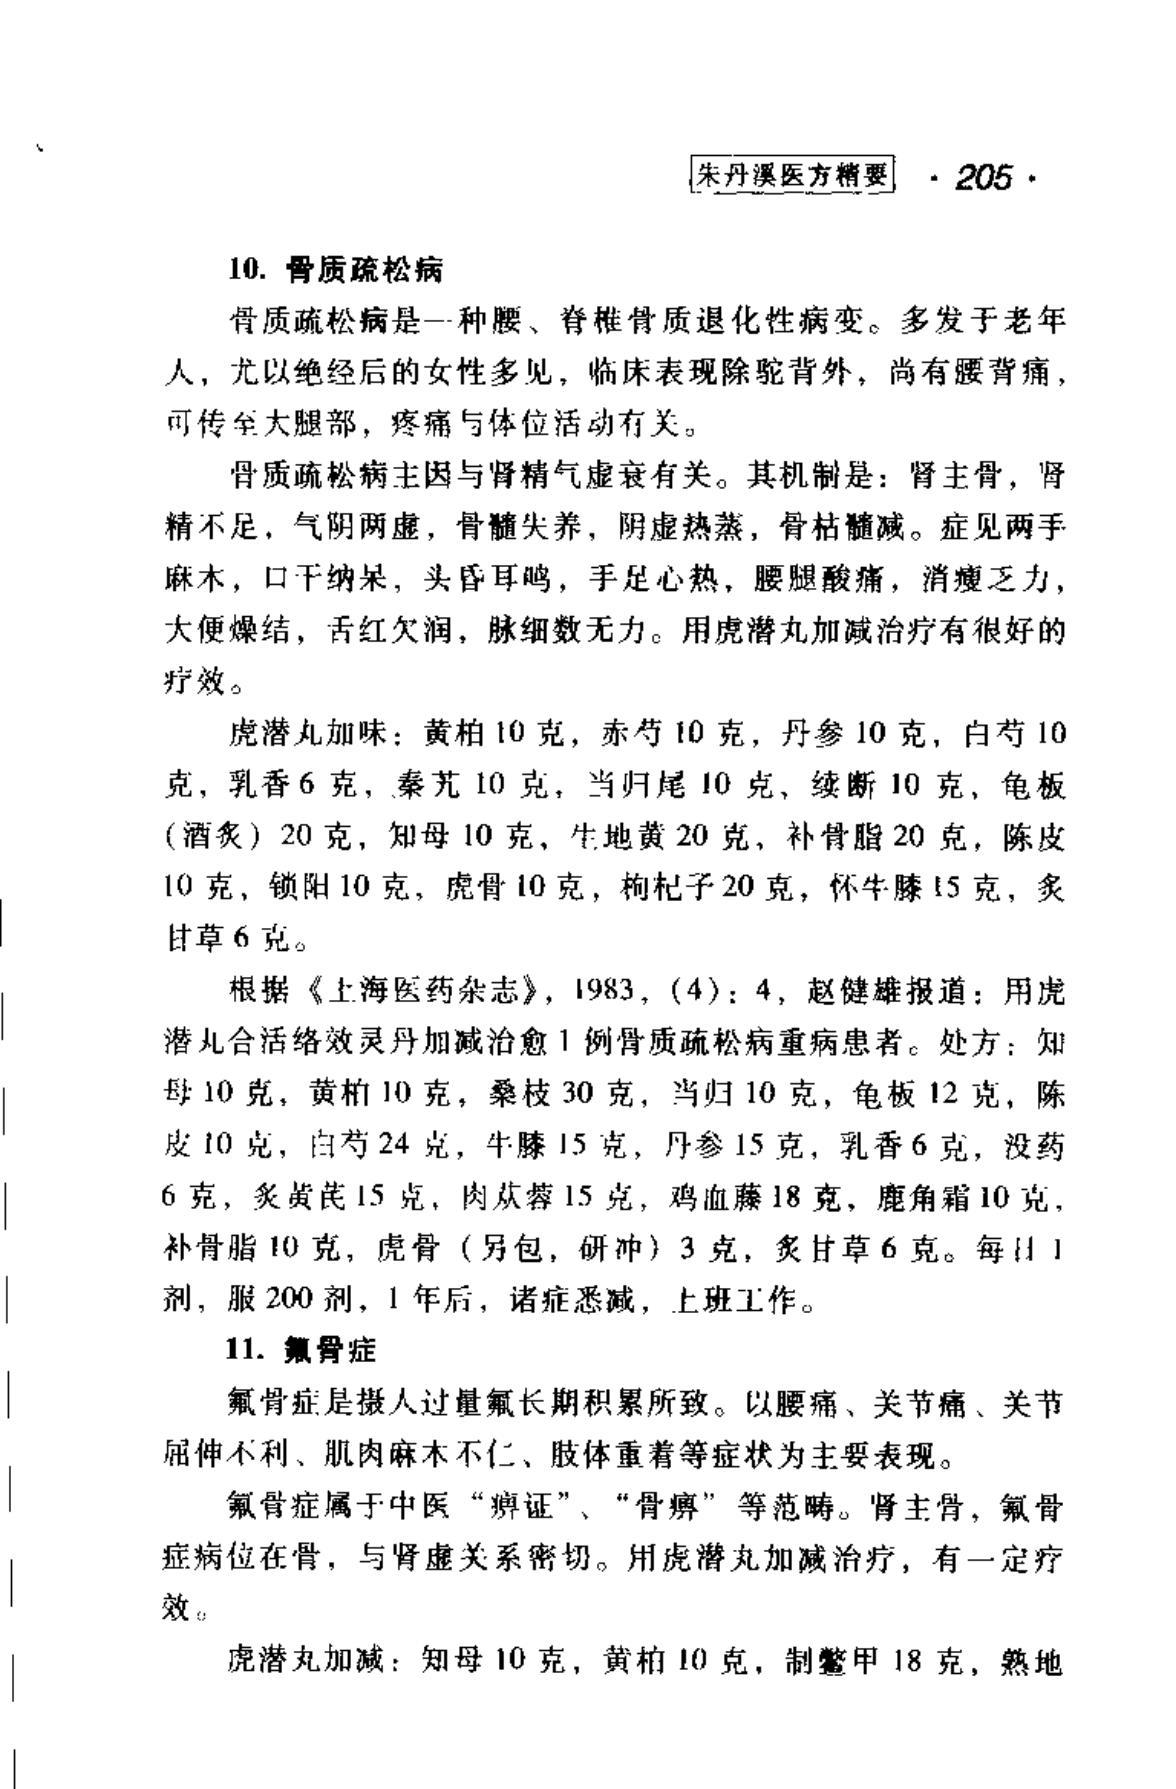 朱丹溪医方精要 · 205 ·
10. 骨质疏松病
骨质疏松病是一种腰、脊椎骨质退化性病变。多发于老年
人，尤以绝经后的女性多见，临床表现除驼背外，尚有腰背痛，
可传至大腿部，疼痛与体位活动有关。
骨质疏松病主因与肾精气虚衰有关。其机制是：肾主骨，肾
精不足，气阴两虚，骨髓失养，阴虚热蒸，骨枯髓减。症见两手
麻木，口干纳呆，头昏耳鸣，手足心热，腰腿酸痛，消瘦乏力，
大便燥结，舌红欠润，脉细数无力。用虎潜丸加减治疗有很好的
疗效。
虎潜丸加味：黄柏 10 克，赤芍 10 克，丹参 10 克，白芍 10
克，乳香 6 克，秦艽 10 克，当归尾 10 克、续断 10 克，龟板
（酒炙）20 克，知母 10 克，生地黄 20 克，补骨脂 20 克，陈皮
10 克，锁阳 10 克，虎骨 10 克，枸杞子 20 克，怀牛膝 15 克，炙
甘草 6 克。
根据《上海医药杂志》，1983，（4）：4，赵健雄报道：用虎
潜丸合活络效灵丹加减治愈 1 例骨质疏松病重病患者。处方：知
母 10 克，黄柏 10 克，桑枝 30 克，当归 10 克，龟板 12 克，陈
皮 10 克，白芍 24 克，牛膝 15 克，丹参 15 克，乳香 6 克，没药
6 克，炙黄芪 15 克，肉苁蓉 15 克，鸡血藤 18 克，鹿角霜 10 克，
补骨脂 10 克，虎骨（另包，研冲）3 克，炙甘草 6 克。每日 1
剂，服 200 剂，1 年后，诸症悉减，上班工作。
11. 氟骨症
氟骨症是摄人过量氟长期积累所致。以腰痛、关节痛、关节
屈伸不利、肌肉麻木不仁、肢体重着等症状为主要表现。
氟骨症属于中医“痹证”、“骨痹”等范畴。肾主骨，氟骨
症病位在骨，与肾虚关系密切。用虎潜丸加减治疗，有一定疗
效。
虎潜丸加减：知母 10 克，黄柏 10 克，制鳖甲 18 克，熟地